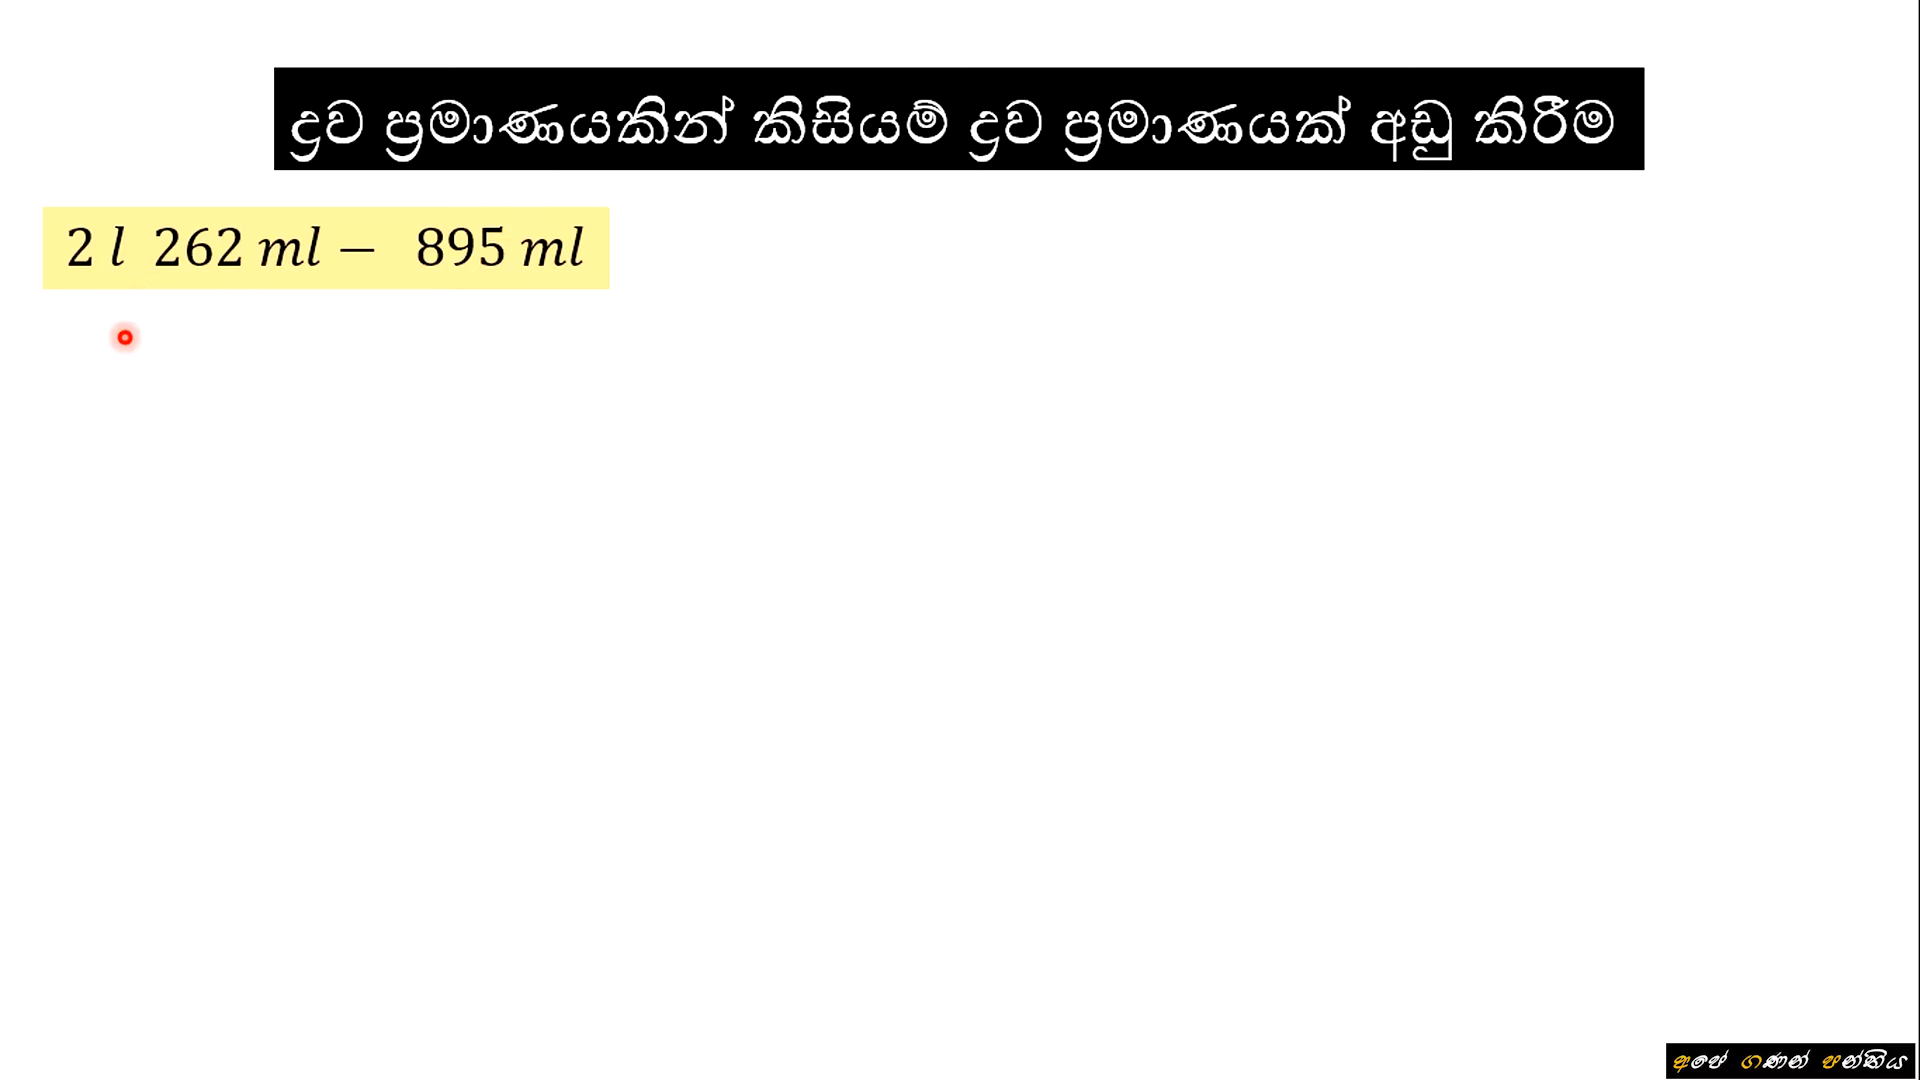 ද්‍රව ප්‍රමාණයකින් කිසියම් ද්‍රව ප්‍රමාණයක් අඩු කිරීම
2 l 262 ml − 895 ml
අපේ ගණන් පන්තිය